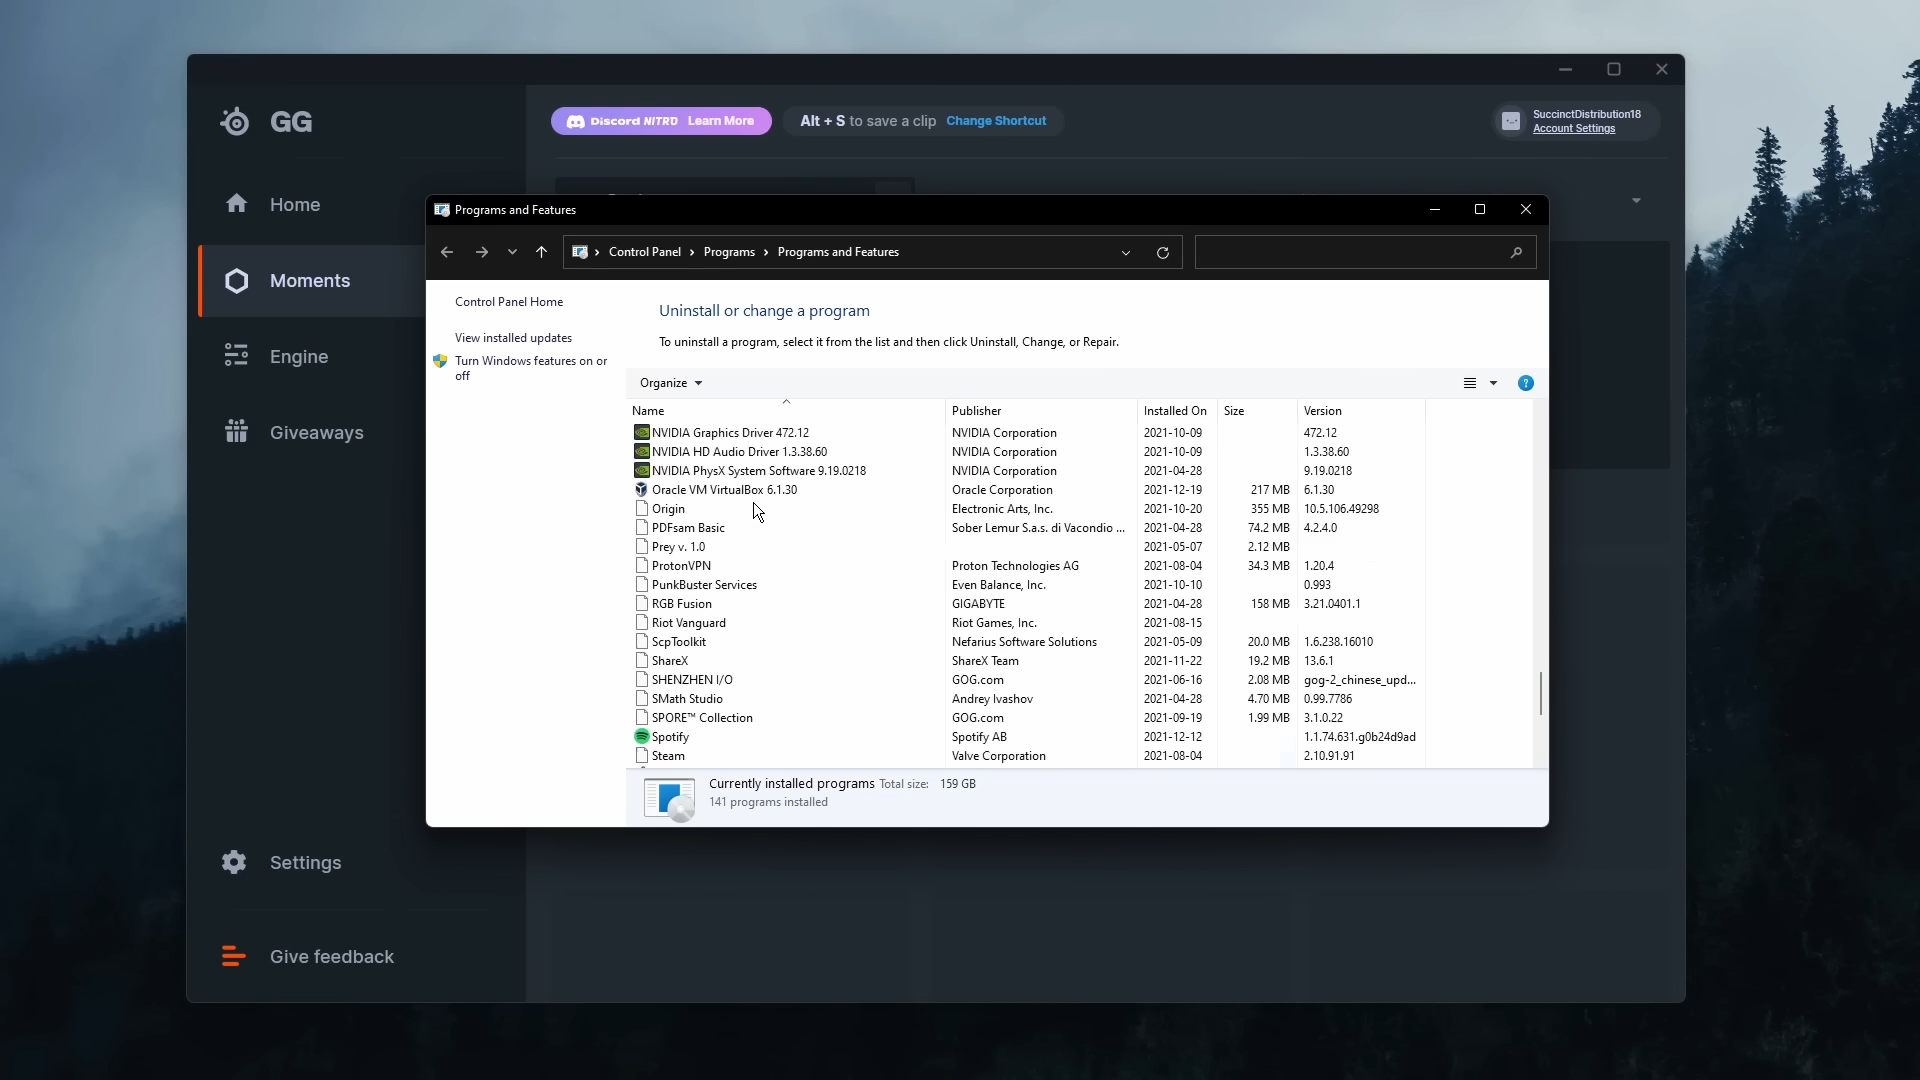 GG
Discord NITRO Learn More
Alt + S to save a clip Change Shortcut
SuccinctDistribution18
Account Settings
Home
Moments
Engine
Giveaways
Settings
Give feedback
Programs and Features
Control Panel > Programs > Programs and Features
Control Panel Home
View installed updates
Turn Windows features on or
off
Uninstall or change a program
To uninstall a program, select it from the list and then click Uninstall, Change, or Repair.
Organize
Name Publisher Installed On Size Version
NVIDIA Graphics Driver 472.12 NVIDIA Corporation 2021-10-09 472.12
NVIDIA HD Audio Driver 1.3.38.60 NVIDIA Corporation 2021-10-09 1.3.38.60
NVIDIA PhysX System Software 9.19.0218 NVIDIA Corporation 2021-04-28 9.19.0218
Oracle VM VirtualBox 6.1.30 Oracle Corporation 2021-12-19 217 MB 6.1.30
Origin Electronic Arts, Inc. 2021-10-20 355 MB 10.5.106.49298
PDFsam Basic Sober Lemur S.a.s. di Vacondio ... 2021-04-28 74.2 MB 4.2.4.0
Prey v. 1.0 2021-05-07 2.12 MB
ProtonVPN Proton Technologies AG 2021-08-04 34.3 MB 1.20.4
PunkBuster Services Even Balance, Inc. 2021-10-10 0.993
RGB Fusion GIGABYTE 2021-04-28 158 MB 3.21.0401.1
Riot Vanguard Riot Games, Inc. 2021-08-15
ScpToolkit Nefarius Software Solutions 2021-05-09 20.0 MB 1.6.238.16010
ShareX ShareX Team 2021-11-22 19.2 MB 13.6.1
SHENZHEN I/O GOG.com 2021-06-16 2.08 MB gog-2_chinese_upd...
SMath Studio Andrey Ivashov 2021-04-28 4.70 MB 0.99.7786
SPORE™ Collection GOG.com 2021-09-19 1.99 MB 3.1.0.22
Spotify Spotify AB 2021-12-12 1.1.74.631.g0b24d9ad
Steam Valve Corporation 2021-08-04 2.10.91.91
Currently installed programs Total size: 159 GB
141 programs installed